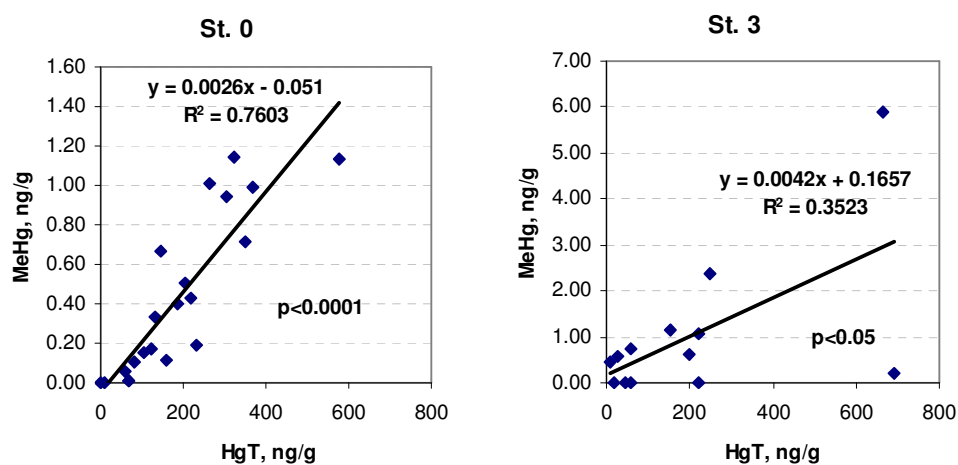 St. 0
1.60
1.40
1.20
1.00
0.80
0.60
0.40
0.20
0.00
MeHg, ng/g
y = 0.0026x - 0.051
R² = 0.7603
p<0.0001
0 200 400 600 800
HgT, ng/g
St. 3
7.00
6.00
5.00
4.00
3.00
2.00
1.00
0.00
MeHg, ng/g
y = 0.0042x + 0.1657
R² = 0.3523
p<0.05
0 200 400 600 800
HgT, ng/g